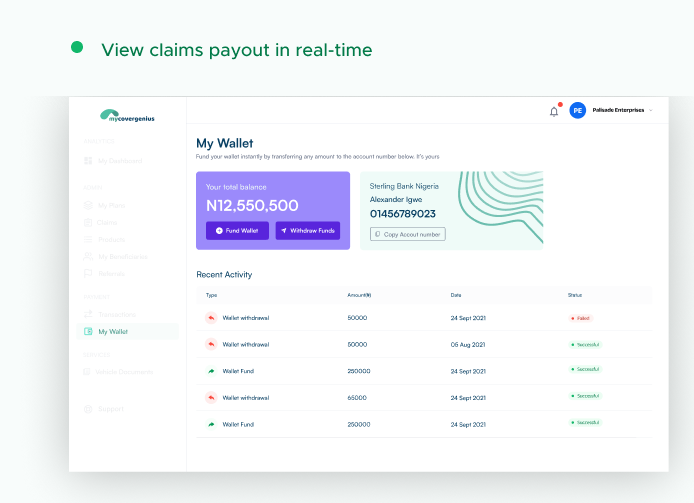 View claims payout in real-time
mycovergenius
PE
Palisade Enterprises
ANALYTICS
My Dashboard
My Wallet
Fund your wallet instantly by transferring any amount to the account number below. It's yours
Your total balance
N12,550,500
Fund Wallet
Withdraw Funds
Sterling Bank Nigeria
Alexander Igwe
01456789023
Copy Accout number
My Plans
Claims
Products
My Beneficiaries
Referrals
Transactions
My Wallet
SERVICES
Vehicle Documents
Support
Recent Activity
Type Amount(₦) Date Status
Wallet withdrawal 50000 24 Sept 2021 Failed
Wallet withdrawal 50000 05 Aug 2021 Successful
Wallet Fund 250000 24 Sept 2021 Successful
Wallet withdrawal 65000 24 Sept 2021 Successful
Wallet Fund 250000 24 Sept 2021 Successful